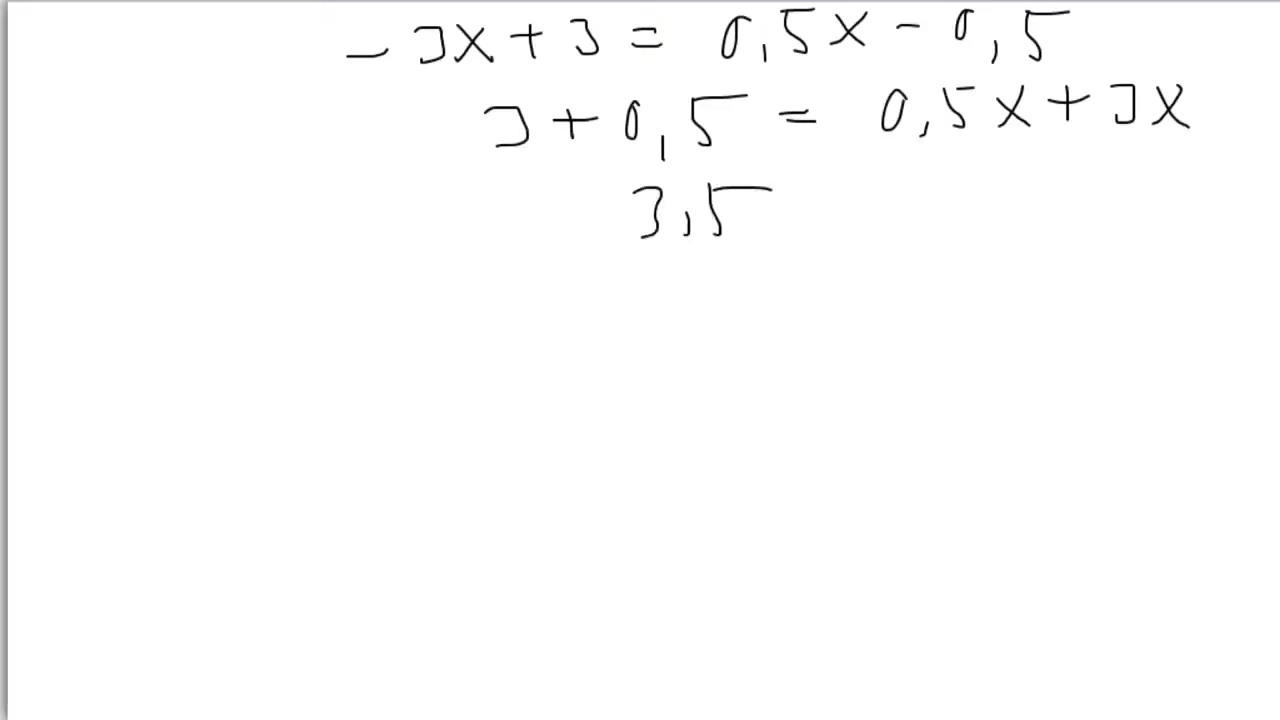 - 3x + 3 = 0,5x - 0,5
3 + 0,5 = 0,5x + 3x
3,5